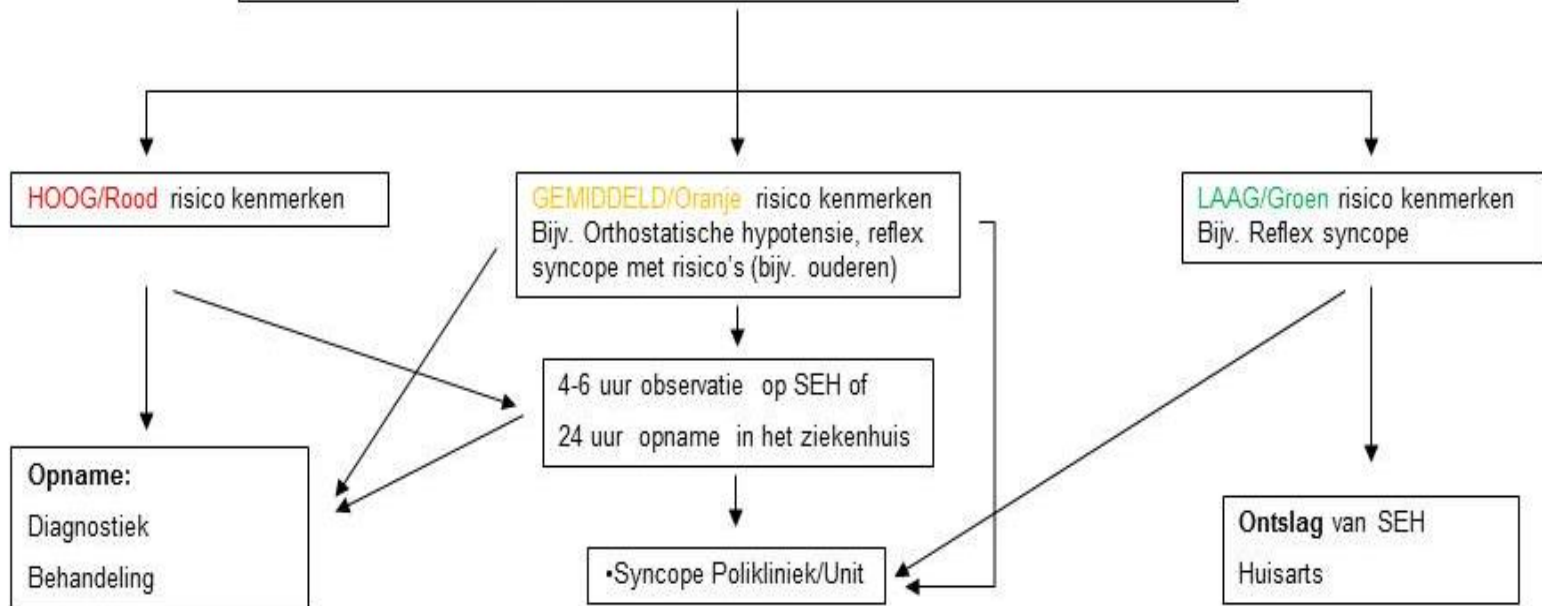 HOOG/Rood risico kenmerken
GEMIDDELD/Oranje risico kenmerken
Bijv. Orthostatische hypotensie, reflex
syncope met risico's (bijv. ouderen)
LAAG/Groen risico kenmerken
Bijv. Reflex syncope
4-6 uur observatie op SEH of
24 uur opname in het ziekenhuis
Opname:
Diagnostiek
Behandeling
•Syncope Polikliniek/Unit
Ontslag van SEH
Huisarts